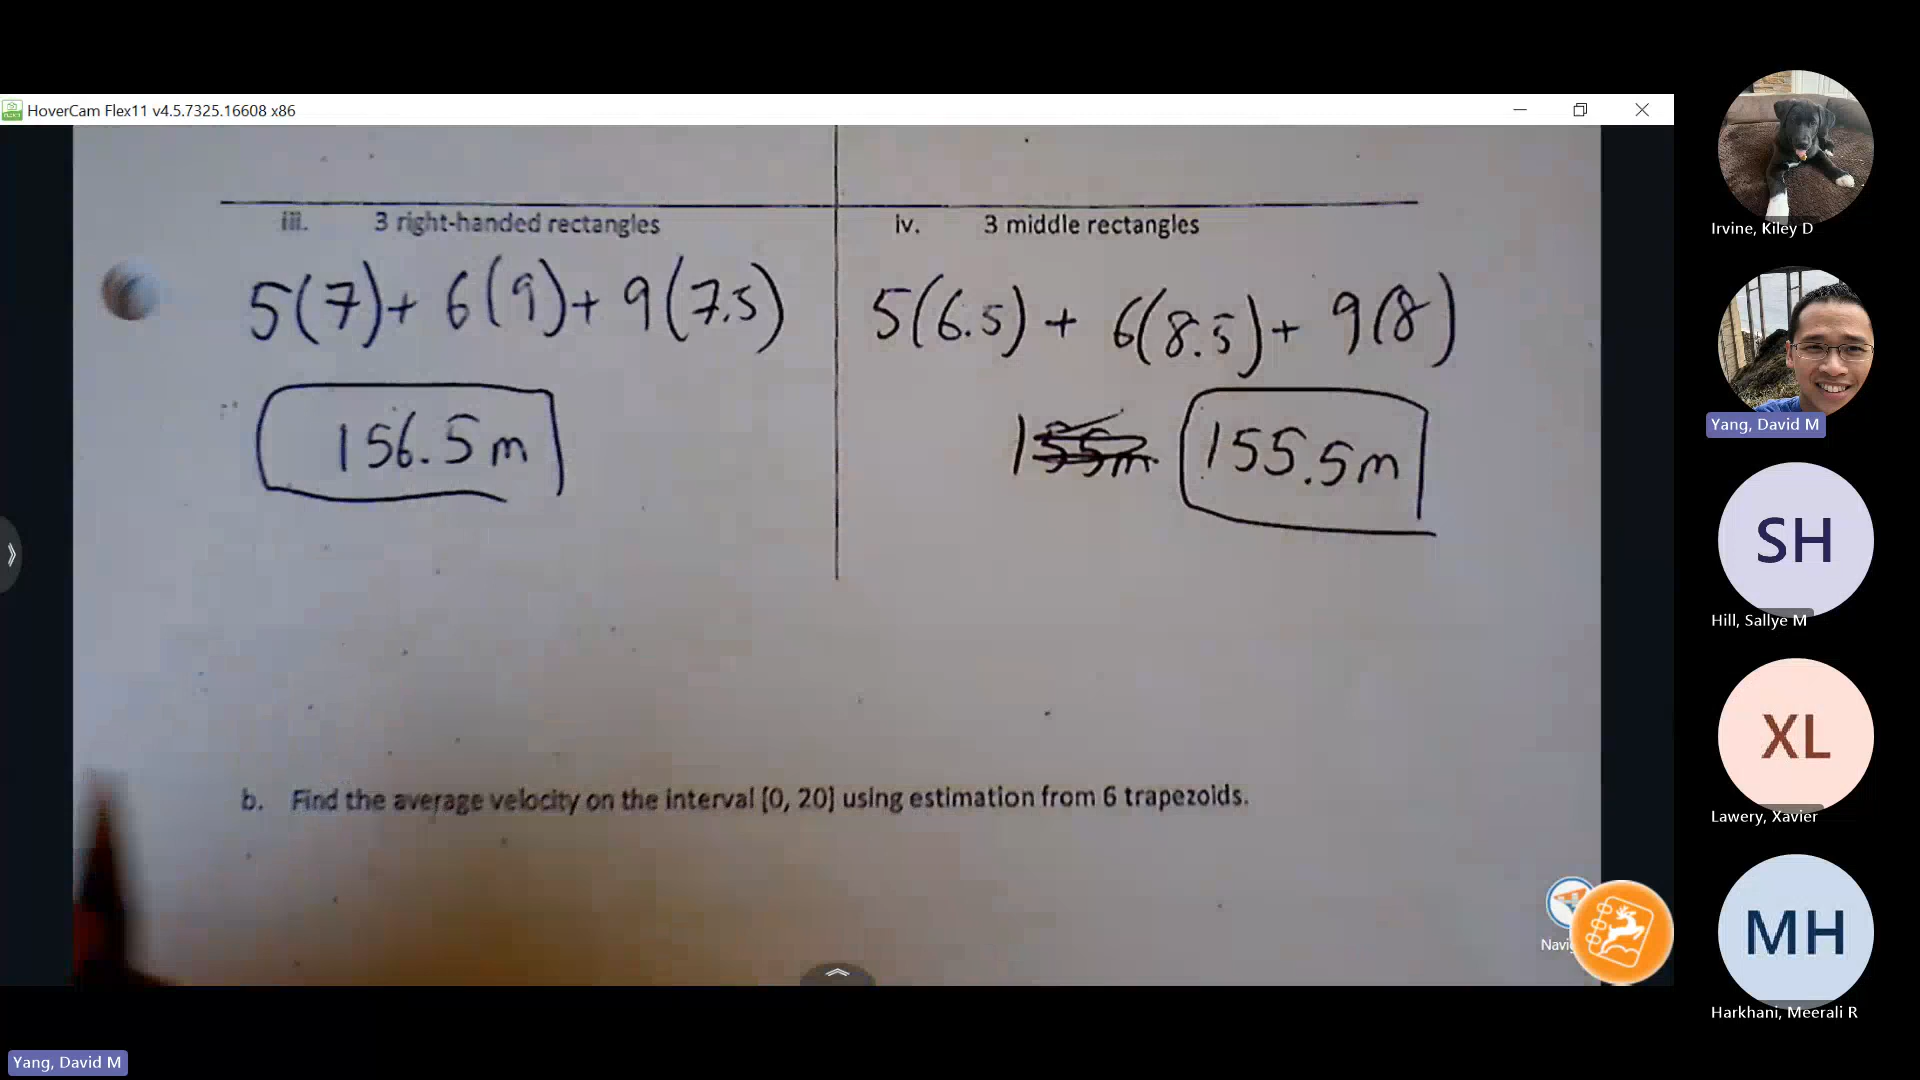 HoverCam Flex11 v4.5.7325.16608 x86
iii. 3 right-handed rectangles
5(7)+ 6(9)+ 9(7.5)
156.5m
iv. 3 middle rectangles
5(6.5) + 6(8.5)+ 9(8)
155m 155.5m
b. Find the average velocity on the interval [0, 20] using estimation from 6 trapezoids.
Irvine, Kiley D
Yang, David M
SH
Hill, Sallye M
XL
Lawery, Xavier
MH
Harkhani, Meerali R
Yang, David M